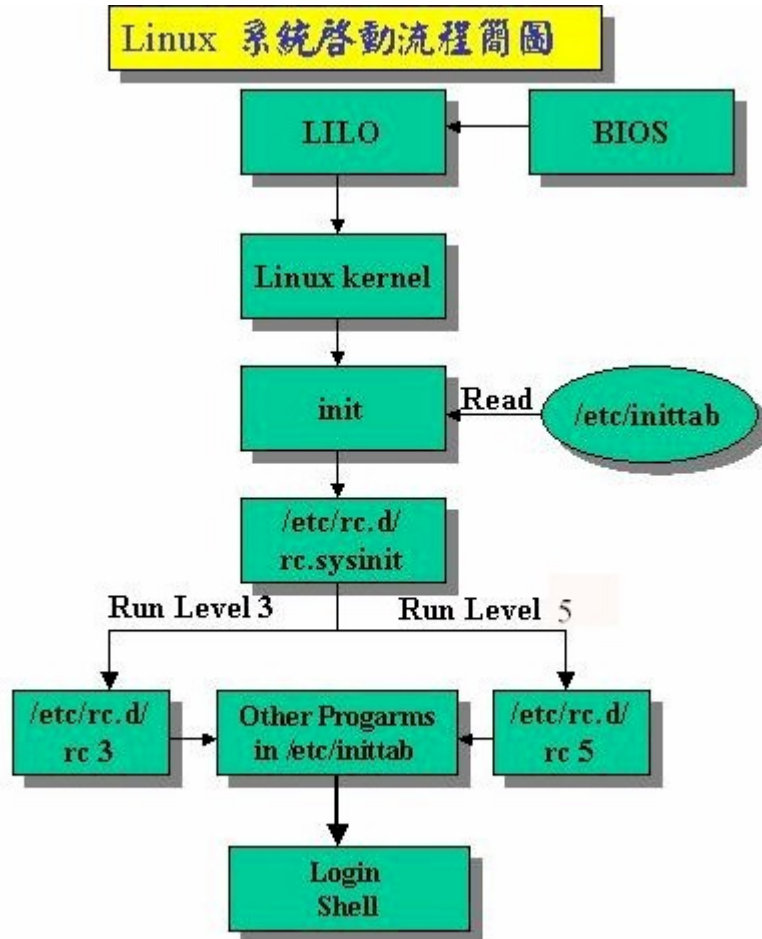 Linux 系統啓動流程簡圖
LILO
BIOS
Linux kernel
init
Read
/etc/inittab
/etc/rc.d/
rc.sysinit
Run Level 3
Run Level 5
/etc/rc.d/
rc 3
Other Progarms
in /etc/inittab
/etc/rc.d/
rc 5
Login
Shell